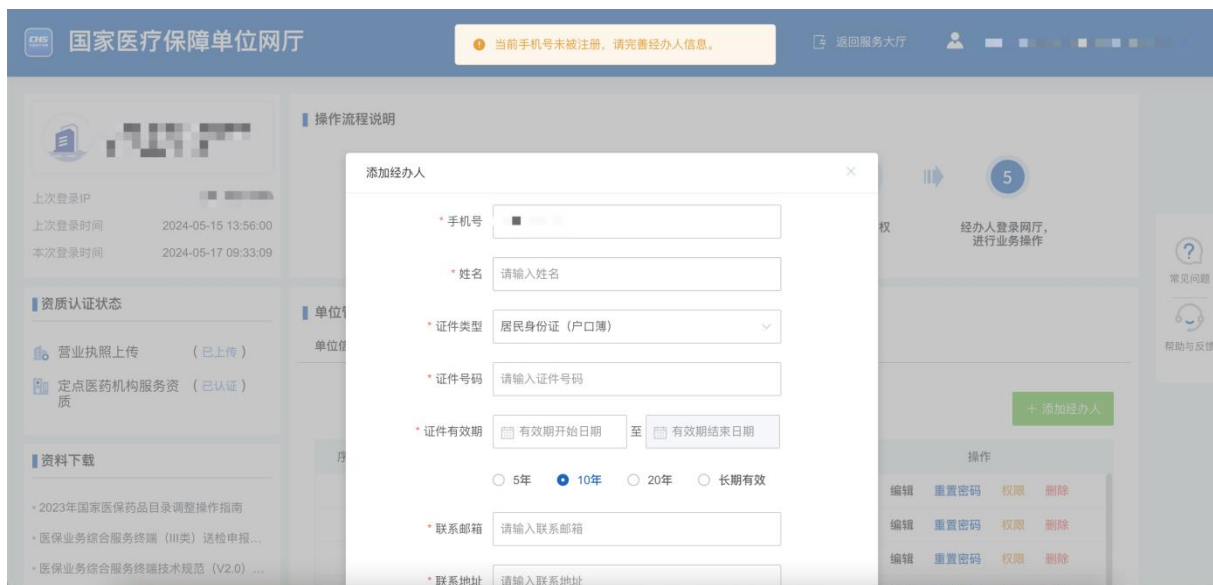 CHS
国家医疗保障单位网厅
当前手机号未被注册，请完善经办人信息。
返回服务大厅
操作流程说明
上次登录IP
上次登录时间 2024-05-15 13:56:00
本次登录时间 2024-05-17 09:33:09
5
权
经办人登录网厅，
进行业务操作
常见问题
帮助与反馈
资质认证状态
营业执照上传 (已上传)
定点医药机构服务资 (已认证)
质
资料下载
2023年国家医保药品目录调整操作指南
医保业务综合服务终端（III类）送检申报...
医保业务综合服务终端技术规范（V2.0）...
单位
单位信
+ 添加经办人
序
操作
编辑 重置密码 权限 删除
编辑 重置密码 权限 删除
编辑 重置密码 权限 删除
添加经办人
* 手机号
* 姓名 请输入姓名
* 证件类型 居民身份证（户口簿）
* 证件号码 请输入证件号码
* 证件有效期 有效期开始日期 至 有效期结束日期
5年 10年 20年 长期有效
* 联系邮箱 请输入联系邮箱
* 联系地址 请输入联系地址